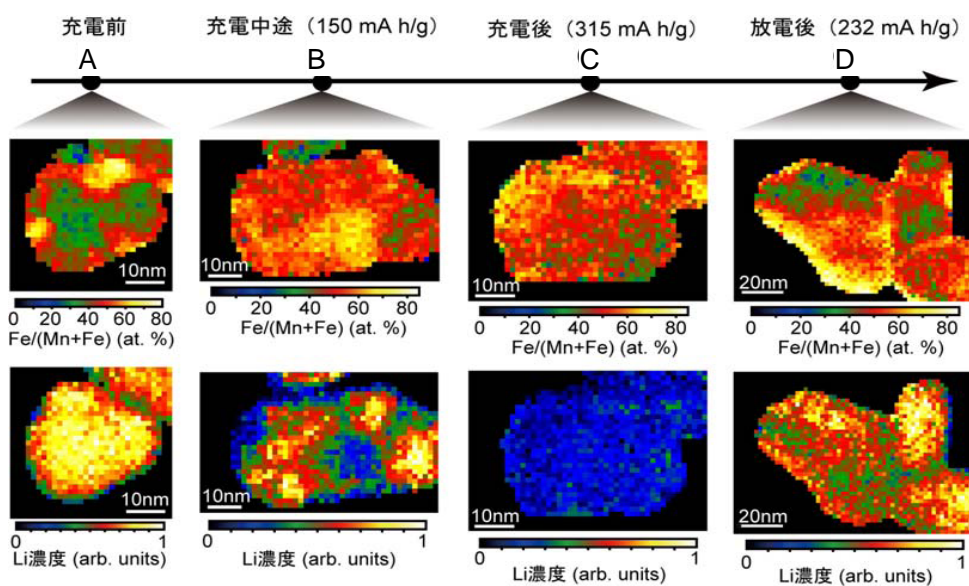 充電前 充電中途（150 mA h/g） 充電後（315 mA h/g） 放電後（232 mA h/g）
A B C D
10nm 10nm 10nm 20nm
0 20 40 60 80 0 20 40 60 80 0 20 40 60 80 0 20 40 60 80
Fe/(Mn+Fe) (at. %) Fe/(Mn+Fe) (at. %) Fe/(Mn+Fe) (at. %) Fe/(Mn+Fe) (at. %)
10nm 10nm 10nm 20nm
0 1 0 1 0 1 0 1
Li濃度 (arb. units) Li濃度 (arb. units) Li濃度 (arb. units) Li濃度 (arb. units)